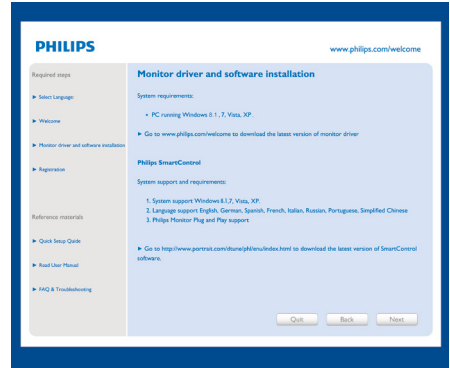 PHILIPS
www.philips.com/welcome
Required steps
Select Language:
Welcome
Monitor driver and software installation
Registration
Reference materials
Quick Setup Quide
Read User Manual
FAQ & Troubleshooting
Monitor driver and software installation
System requirements:
• PC running Windows 8.1 , 7, Vista, XP.
Go to www.philips.com/welcome to download the latest version of monitor driver
Philips SmartControl
System support and requirements:
1. System support Windows 8.1,7, Vista, XP.
2. Language support English, German, Spanish, French, Italian, Russian, Portuguese, Simplified Chinese
3. Philips Monitor Plug and Play support
Go to http://www.portrait.com/dtune/phl/enu/index.html to download the latest version of SmartControl
software.
Quit
Back
Next